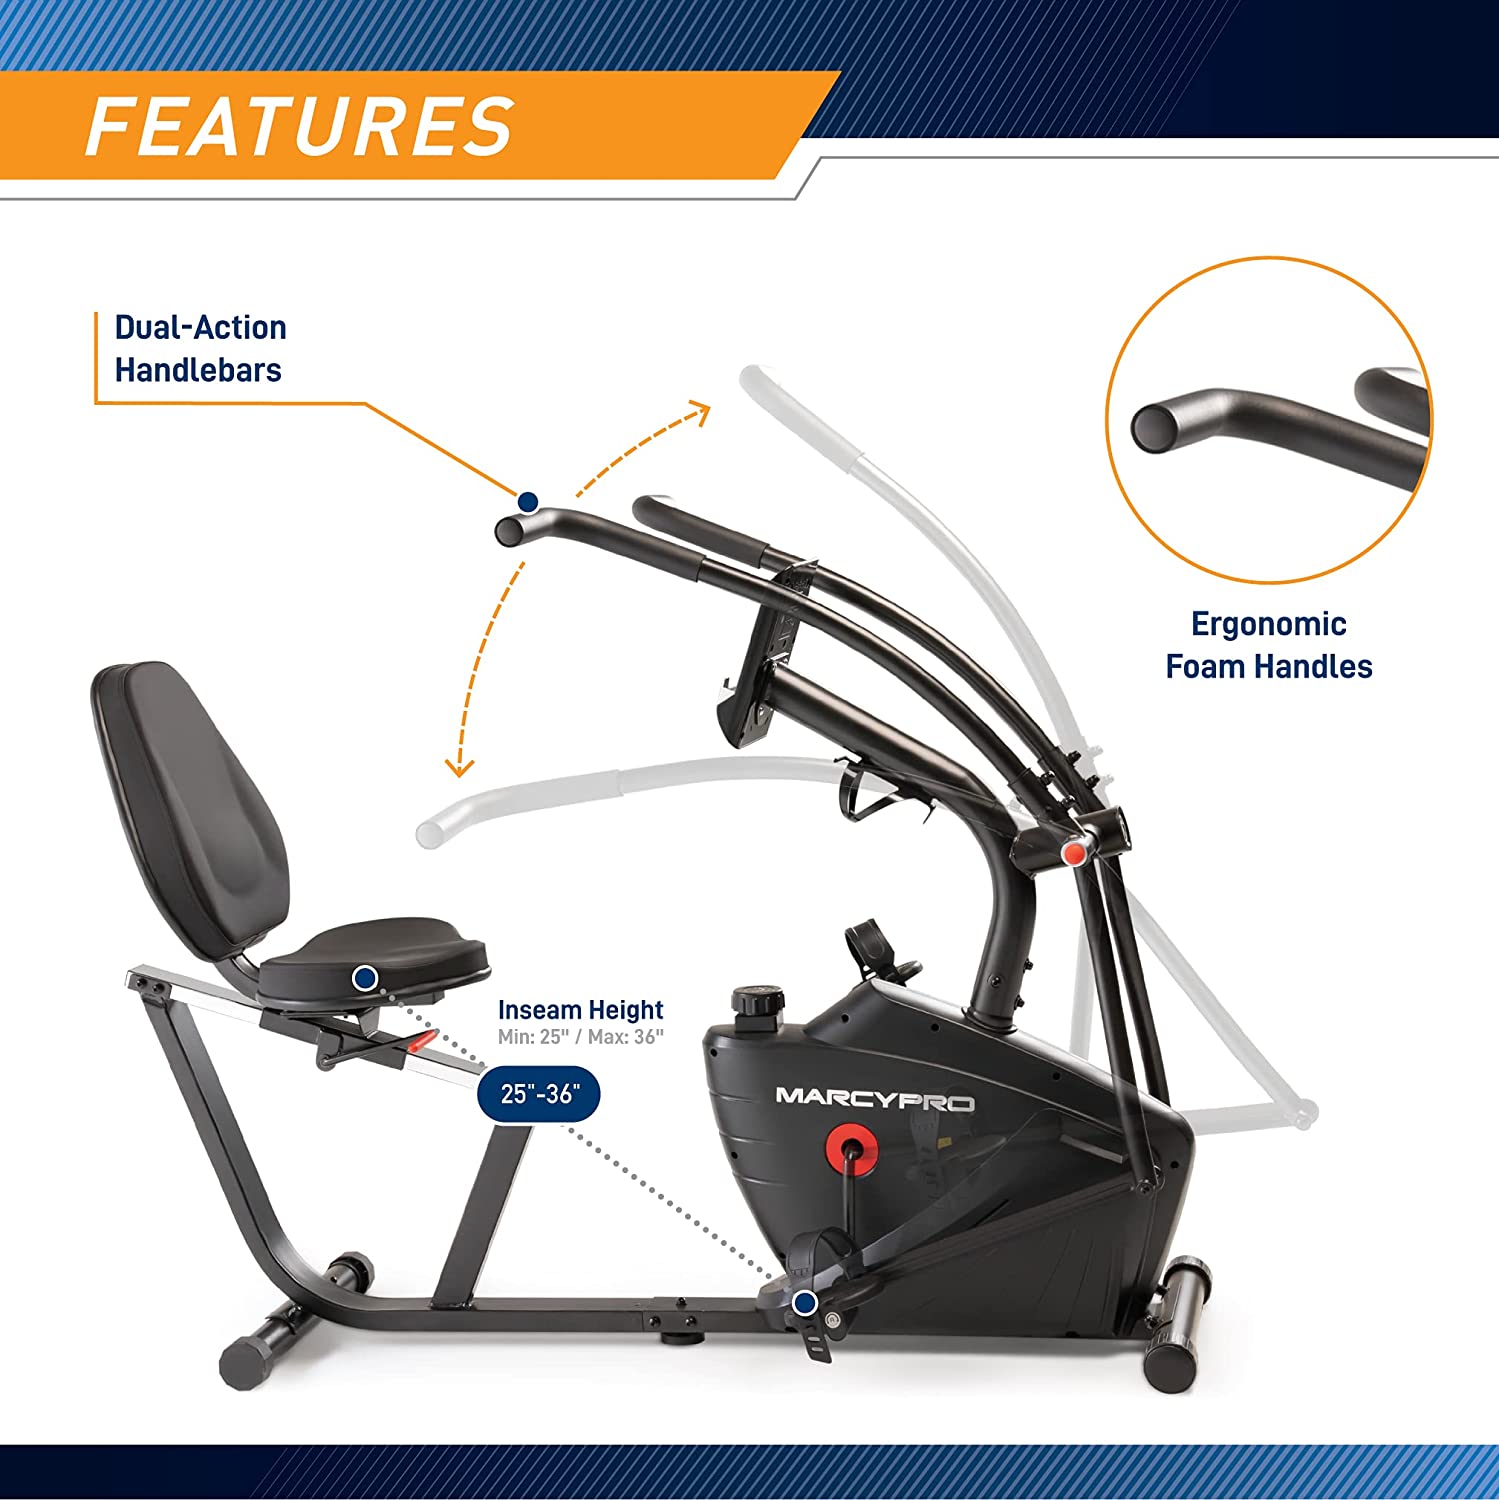 FEATURES
Dual-Action
Handlebars
Ergonomic
Foam Handles
Inseam Height
Min: 25" / Max: 36"
25"-36"
MARCYPRO